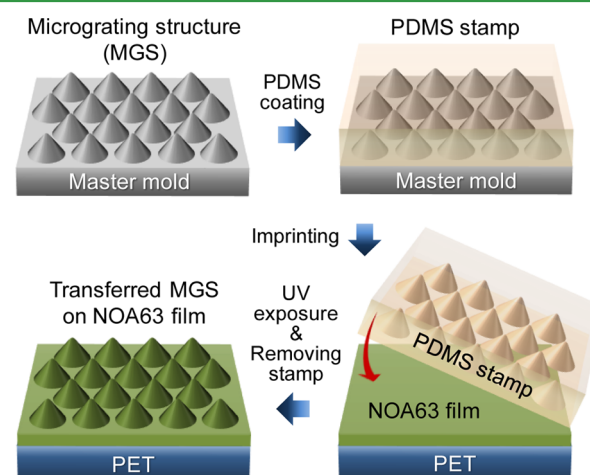 Micrograting structure
(MGS)
PDMS
coating
PDMS stamp
Master mold
Master mold
Imprinting
PDMS stamp
NOA63 film
PET
UV
exposure
&
Removing
stamp
Transferred MGS
on NOA63 film
PET